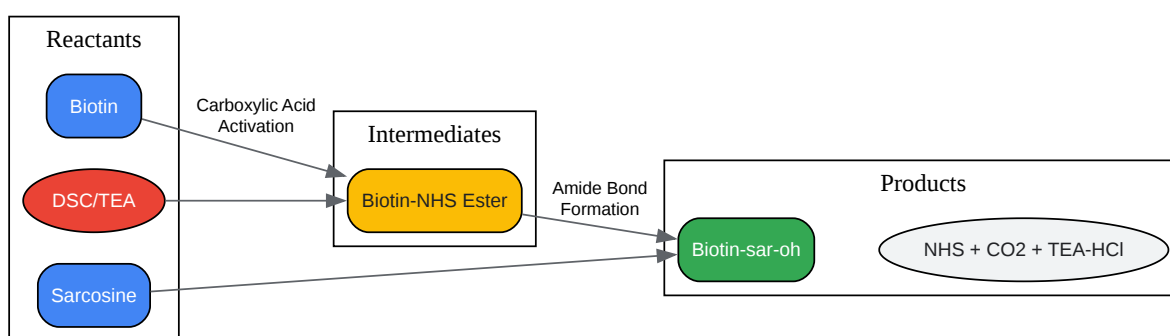 Reactants
Biotin
DSC/TEA
Sarcosine
Carboxylic Acid
Activation
Intermediates
Biotin-NHS Ester
Amide Bond
Formation
Products
Biotin-sar-oh
NHS + CO2 + TEA-HCl